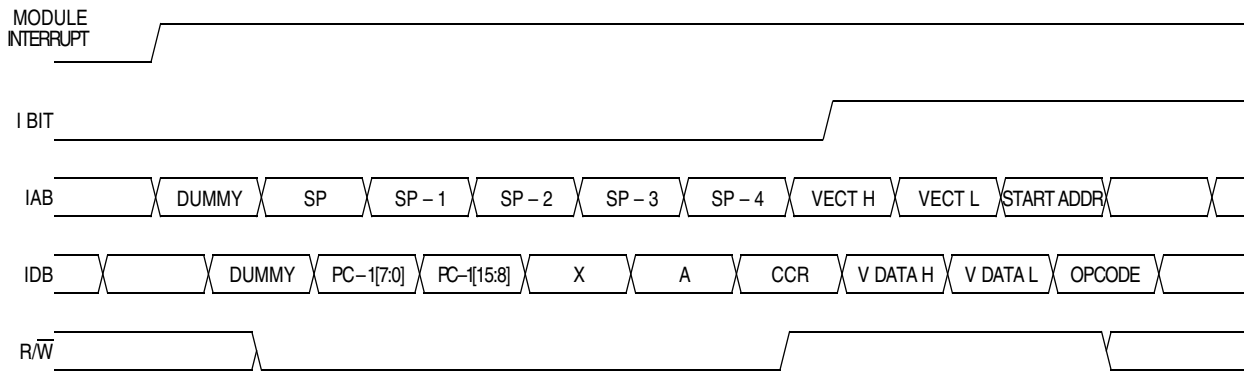 MODULE
INTERRUPT
I BIT
IAB DUMMY SP SP – 1 SP – 2 SP – 3 SP – 4 VECT H VECT L START ADDR
IDB DUMMY PC – 1[7:0] PC–1[15:8] X A CCR V DATA H V DATA L OPCODE
R/W̅